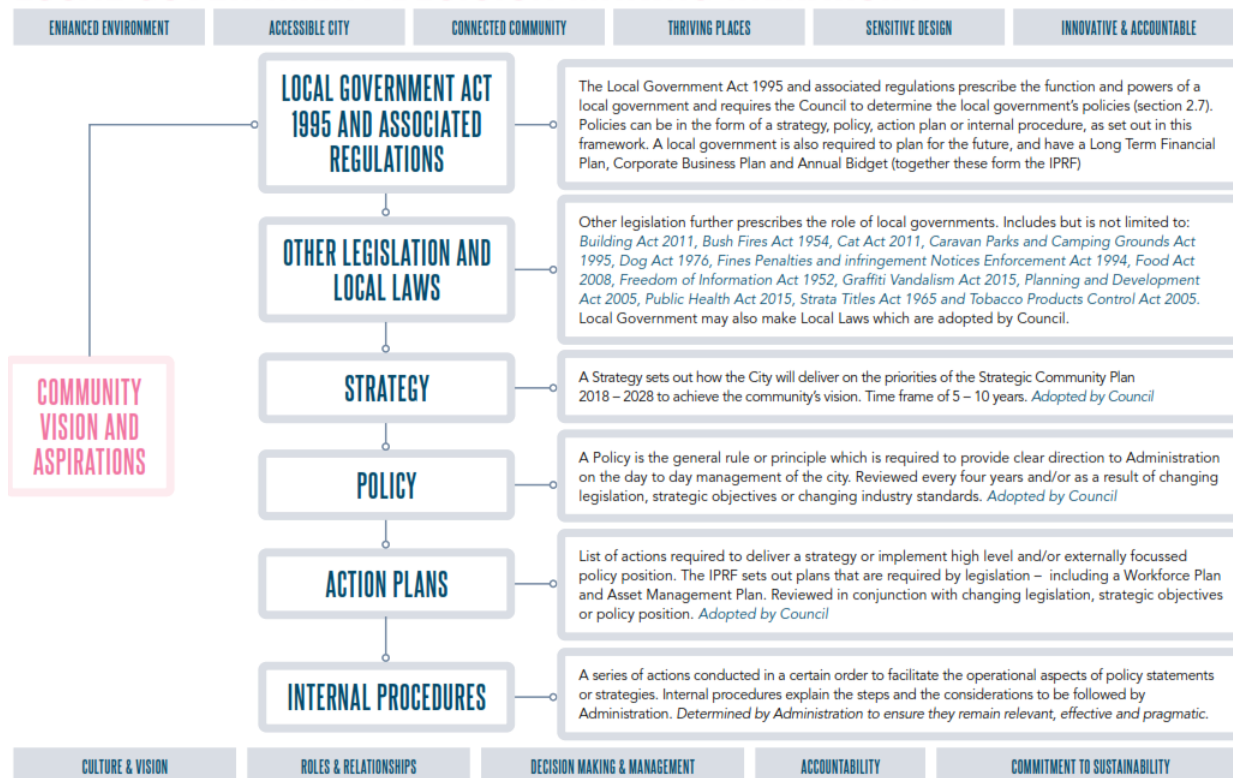 ENHANCED ENVIRONMENT
ACCESSIBLE CITY
CONNECTED COMMUNITY
THRIVING PLACES
SENSITIVE DESIGN
INNOVATIVE & ACCOUNTABLE
LOCAL GOVERNMENT ACT
1995 AND ASSOCIATED
REGULATIONS
The Local Government Act 1995 and associated regulations prescribe the function and powers of a
local government and requires the Council to determine the local government's policies (section 2.7).
Policies can be in the form of a strategy, policy, action plan or internal procedure, as set out in this
framework. A local government is also required to plan for the future, and have a Long Term Financial
Plan, Corporate Business Plan and Annual Bidget (together these form the IPRF)
OTHER LEGISLATION AND
LOCAL LAWS
Other legislation further prescribes the role of local governments. Includes but is not limited to:
Building Act 2011, Bush Fires Act 1954, Cat Act 2011, Caravan Parks and Camping Grounds Act
1995, Dog Act 1976, Fines Penalties and infringement Notices Enforcement Act 1994, Food Act
2008, Freedom of Information Act 1952, Graffiti Vandalism Act 2015, Planning and Development
Act 2005, Public Health Act 2015, Strata Titles Act 1965 and Tobacco Products Control Act 2005.
Local Government may also make Local Laws which are adopted by Council.
STRATEGY
A Strategy sets out how the City will deliver on the priorities of the Strategic Community Plan
2018 – 2028 to achieve the community's vision. Time frame of 5 – 10 years. Adopted by Council
COMMUNITY
VISION AND
ASPIRATIONS
POLICY
A Policy is the general rule or principle which is required to provide clear direction to Administration
on the day to day management of the city. Reviewed every four years and/or as a result of changing
legislation, strategic objectives or changing industry standards. Adopted by Council
ACTION PLANS
List of actions required to deliver a strategy or implement high level and/or externally focussed
policy position. The IPRF sets out plans that are required by legislation – including a Workforce Plan
and Asset Management Plan. Reviewed in conjunction with changing legislation, strategic objectives
or policy position. Adopted by Council
INTERNAL PROCEDURES
A series of actions conducted in a certain order to facilitate the operational aspects of policy statements
or strategies. Internal procedures explain the steps and the considerations to be followed by
Administration. Determined by Administration to ensure they remain relevant, effective and pragmatic.
CULTURE & VISION
ROLES & RELATIONSHIPS
DECISION MAKING & MANAGEMENT
ACCOUNTABILITY
COMMITMENT TO SUSTAINABILITY